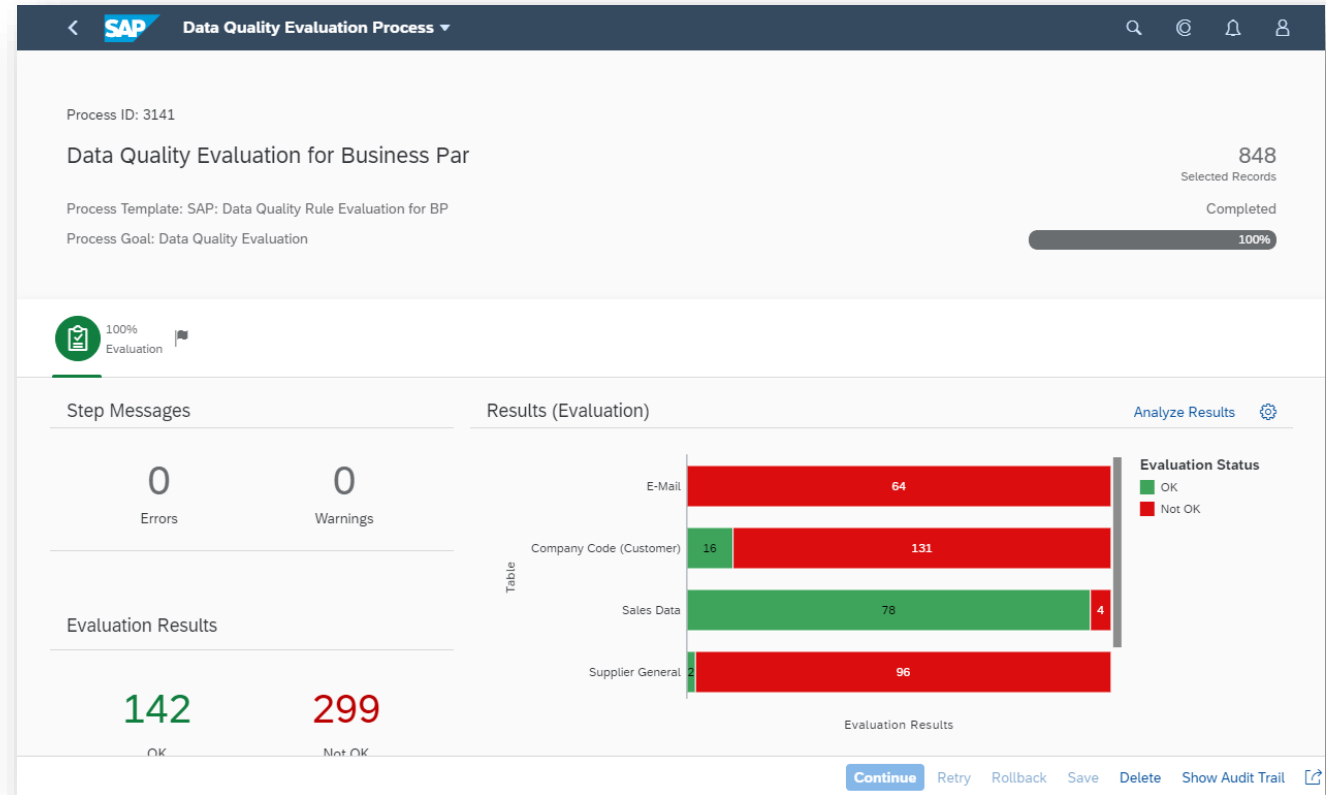 SAP Data Quality Evaluation Process
Process ID: 3141
Data Quality Evaluation for Business Par
848
Selected Records
Process Template: SAP: Data Quality Rule Evaluation for BP
Completed
Process Goal: Data Quality Evaluation
100%
100%
Evaluation
Step Messages
0
Errors
0
Warnings
Evaluation Results
142
OK
299
Not OK
Results (Evaluation)
Analyze Results
Table
E-Mail
64
Company Code (Customer)
16
131
Sales Data
78
4
Supplier General
2
96
Evaluation Results
Evaluation Status
OK
Not OK
Continue Retry Rollback Save Delete Show Audit Trail